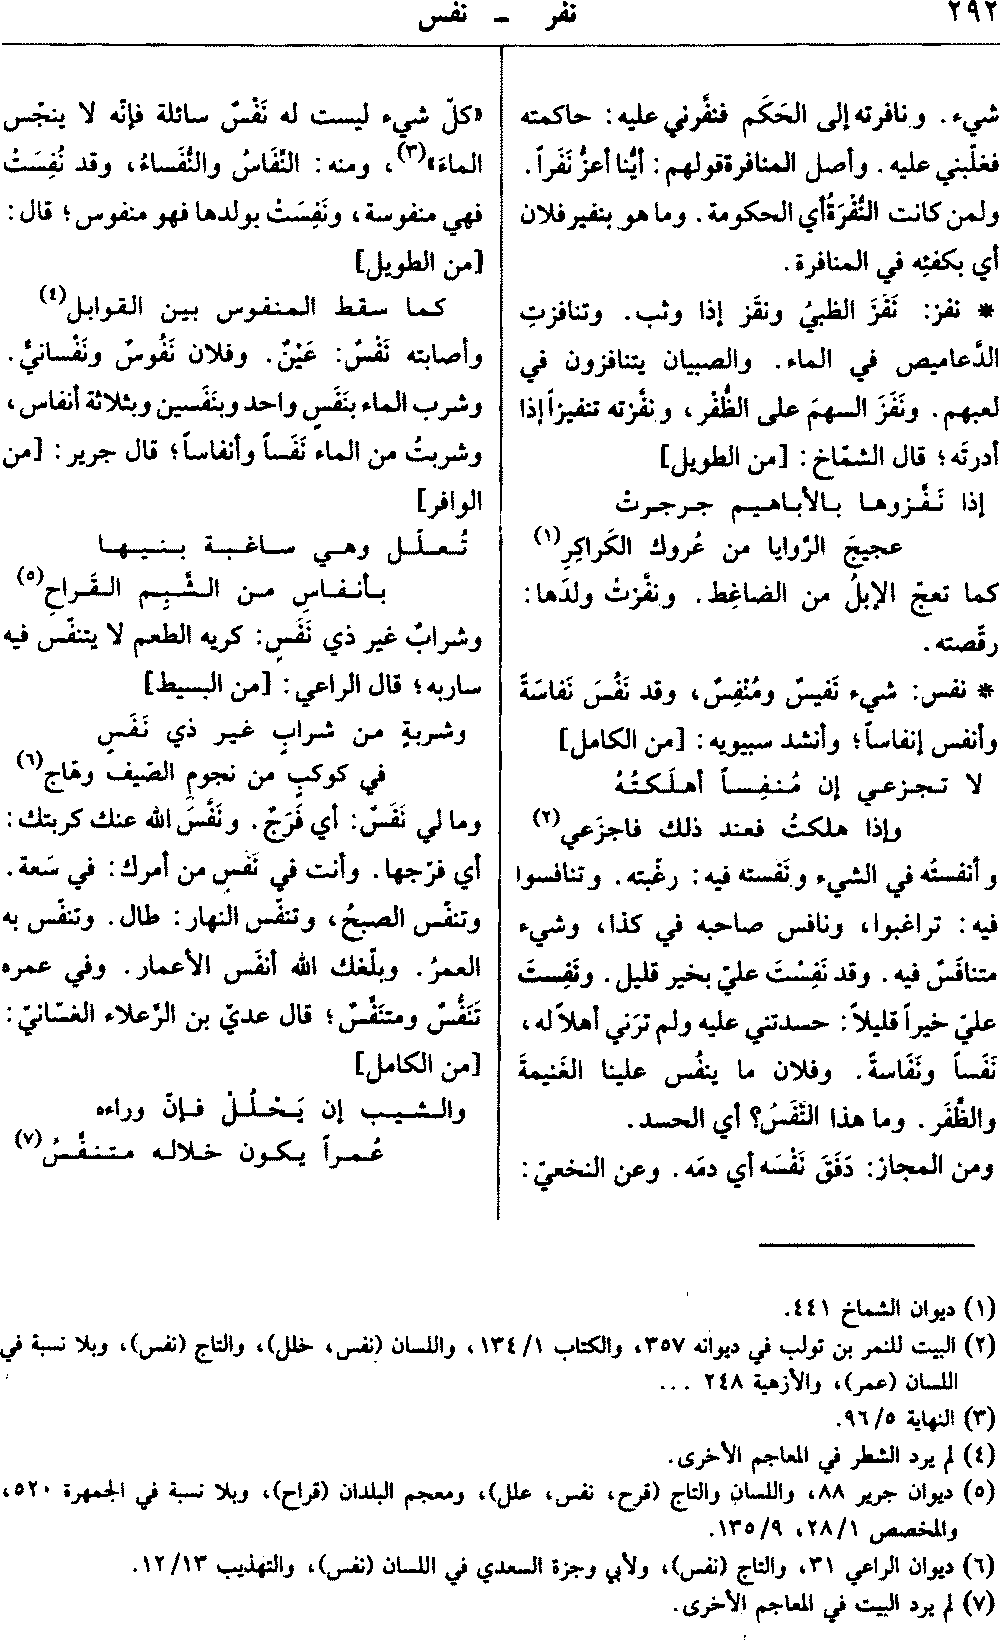 ٢٩٢
نفر - نفس
شيء. ونافرته إلى الحَكَم فنفَّرني عليه: حاكمته
فغلّبني عليه. وأصل المنافرة قولهم: أيُّنا أعزُّ نَفَراً.
ولمن كانت النُّفْرَةُ أي الحكومة. وما هو بنفير فلان
أي بكفئِه في المنافرة.
* نفز: نَفَزَ الظبيُ ونفَّز إذا وثب. وتنافزتِ
الدَّعاميص في الماء. والصبيان يتنافزون في
لعبهم. ونَفَزَ السهمَ على الظُّفْر، ونفَّزته تنفيزاً إذا
أدرتَه؛ قال الشمّاخ: [من الطويل]
إذا نَفَّزوها بالأباهيم جرجرتْ
عجيجَ الرَّوايا من عُروك الكَراكِرِ(١)
كما تعجّ الإبلُ من الضاغِط. ونفَّزتْ ولدَها:
رقّصته.
* نفس: شيء نَفيسٌ ومُنْفِسٌ، وقد نَفُسَ نَفاسَةً
وأنفس إنفاساً؛ وأنشد سيبويه: [من الكامل]
لا تجزعي إن مُنفِساً أهلَكتُهُ
وإذا هلكتُ فعند ذلك فاجزَعي(٢)
وأنفستُه في الشيء ونَفسته فيه: رغّبته. وتنافسوا
فيه: تراغبوا، ونافس صاحبه في كذا، وشيء
متنافَسٌ فيه. وقد نَفِسْتَ عليّ بخير قليل. ونَفِستَ
عليّ خيراً قليلاً: حسدتني عليه ولم ترَني أهلاً له،
نَفَساً ونَفَاسةً. وفلان ما ينفُس علينا الغَنيمةَ
والظَّفَر. وما هذا النَّفَسُ؟ أي الحسد.
ومن المجاز: دَفَقَ نَفْسَه أي دمَه. وعن النخعيّ:
«كلّ شيء ليست له نَفْسٌ سائلة فإنّه لا ينجّس
الماءَ»(٣)، ومنه: النَّفَاسُ والنُّفَساءُ، وقد نُفِسَتْ
فهي منفوسة، ونَفِسَتْ بولدها فهو منفوس؛ قال:
[من الطويل]
كما سقط المنفوس بين القوابل(٤)
وأصابته نَفْسٌ: عَيْنٌ. وفلان نَفُوسٌ ونَفْسانيٌّ.
وشرب الماء بنَفَسٍ واحد وبنَفَسين وبثلاثة أنفاس،
وشربتُ من الماء نَفَساً وأنفاساً؛ قال جرير: [من
الوافر]
تُعلّل وهي ساغبة بنيها
بأنفاسِ من الشَّبِم القَراحِ(٥)
وشرابٌ غير ذي نَفَسٍ: كريه الطعم لا يتنفّس فيه
ساربه؛ قال الراعي: [من البسيط]
وشربةٍ من شرابٍ غير ذي نَفَسٍ
في كوكبٍ من نجومِ الصّيف وهّاج(٦)
وما لي نَفَسٌ: أي فَرَجٌ. ونَفَّسَ الله عنك كربتك:
أي فرّجها. وأنت في نَفَسٍ من أمرك: في سَعة.
وتنفّس الصبحُ، وتنفّس النهار: طال. وتنفّس به
العمرُ. وبلّغك الله أنفَس الأعمار. وفي عمره
تَنَفُّسٌ ومتنَفَّسٌ؛ قال عديّ بن الرَّعلاء الغسّانيّ:
[من الكامل]
والشيب إن يَحْلُلْ فإنّ وراءه
عُمراً يكون خلاله متنفَّسُ(٧)
(١) ديوان الشماخ ٤٤١.
(٢) البيت للنمر بن تولب في ديوانه ٣٥٧، والكتاب ١/ ١٣٤، واللسان (نفس، خلل)، والتاج (نفس)، وبلا نسبة في
اللسان (عمر)، والأزهية ٢٤٨ ...
(٣) النهاية ٥/ ٩٦.
(٤) لم يرد الشطر في المعاجم الأخرى.
(٥) ديوان جرير ٨٨، واللسان والتاج (قرح، نفس، علل)، ومعجم البلدان (قراح)، وبلا نسبة في الجمهرة ٥٢٠،
والمخصص ١/ ٢٨، ٩/ ١٣٥.
(٦) ديوان الراعي ٣١، والتاج (نفس)، ولأبي وجزة السعدي في اللسان (نفس)، والتهذيب ١٣/ ١٢.
(٧) لم يرد البيت في المعاجم الأخرى.